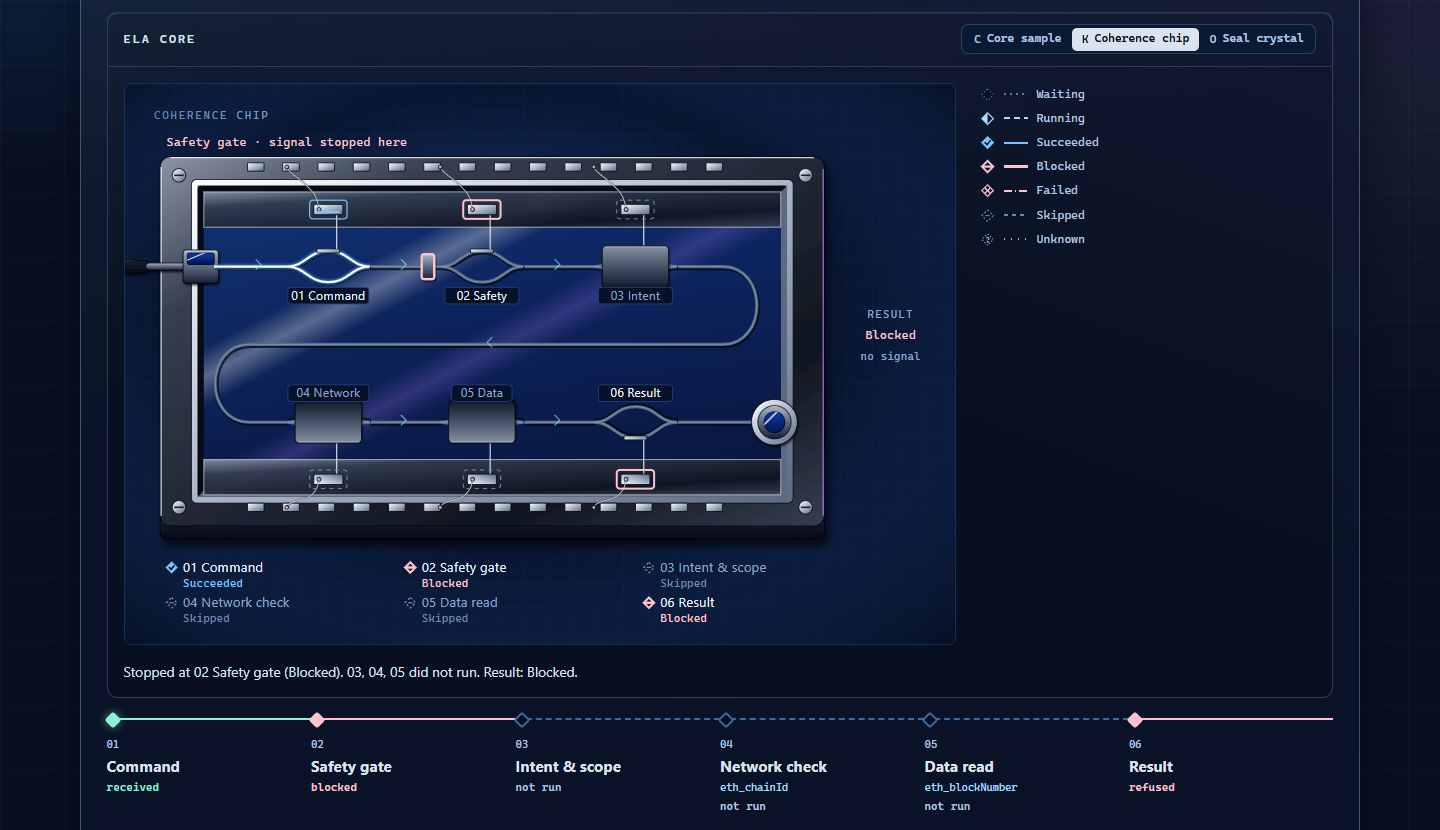 ELA CORE
C Core sample K Coherence chip O Seal crystal
COHERENCE CHIP
Safety gate · signal stopped here
01 Command
02 Safety
03 Intent
04 Network
05 Data
06 Result
RESULT
Blocked
no signal
Waiting
Running
Succeeded
Blocked
Failed
Skipped
Unknown
01 Command
Succeeded
02 Safety gate
Blocked
03 Intent & scope
Skipped
04 Network check
Skipped
05 Data read
Skipped
06 Result
Blocked
Stopped at 02 Safety gate (Blocked). 03, 04, 05 did not run. Result: Blocked.
01
Command
received
02
Safety gate
blocked
03
Intent & scope
not run
04
Network check
eth_chainId
not run
05
Data read
eth_blockNumber
not run
06
Result
refused